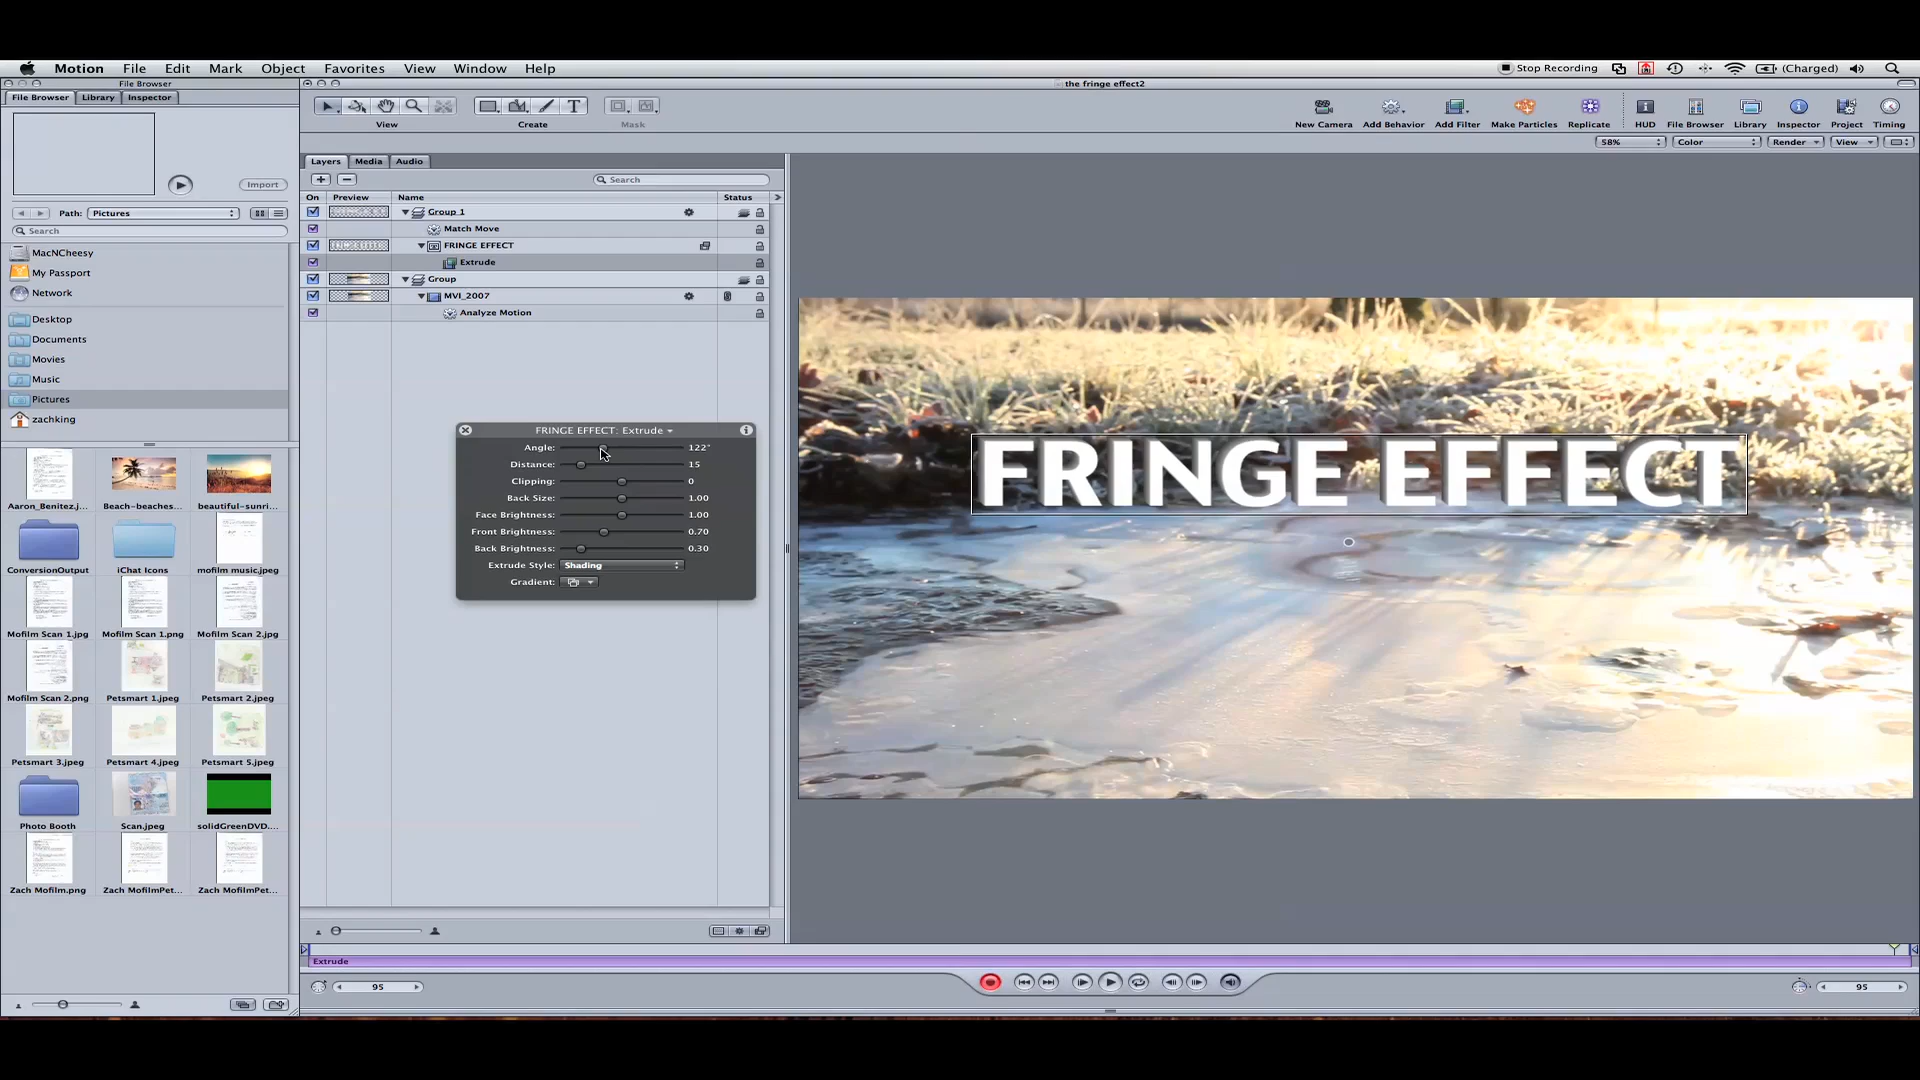 Motion File Edit Mark Object Favorites View Window Help Stop Recording (Charged)
File Browser the fringe effect2
File Browser Library Inspector
View Create Mask New Camera Add Behavior Add Filter Make Particles Replicate HUD File Browser Library Inspector Project Timing
58% Color Render View
Layers Media Audio
Import
Search
On Preview Name Status
Path: Pictures
Group 1
Search
Match Move
FRINGE EFFECT
MacNCheesy
Extrude
My Passport
Group
Network
MVI_2007
Analyze Motion
Desktop
Documents
Movies
Music
Pictures
zachking
FRINGE EFFECT: Extrude
Angle: 122°
Distance: 15
Clipping: 0
Back Size: 1.00
Face Brightness: 1.00
Front Brightness: 0.70
Back Brightness: 0.30
Extrude Style: Shading
Gradient:
FRINGE EFFECT
Aaron_Benitez.j... Beach-beaches... beautiful-sunri...
ConversionOutput iChat Icons mofilm music.jpeg
Mofilm Scan 1.jpg Mofilm Scan 1.png Mofilm Scan 2.jpg
Mofilm Scan 2.png Petsmart 1.jpeg Petsmart 2.jpeg
Petsmart 3.jpeg Petsmart 4.jpeg Petsmart 5.jpeg
Photo Booth Scan.jpeg solidGreenDVD....
Zach Mofilm.png Zach MofilmPet... Zach MofilmPet...
Extrude
95 95